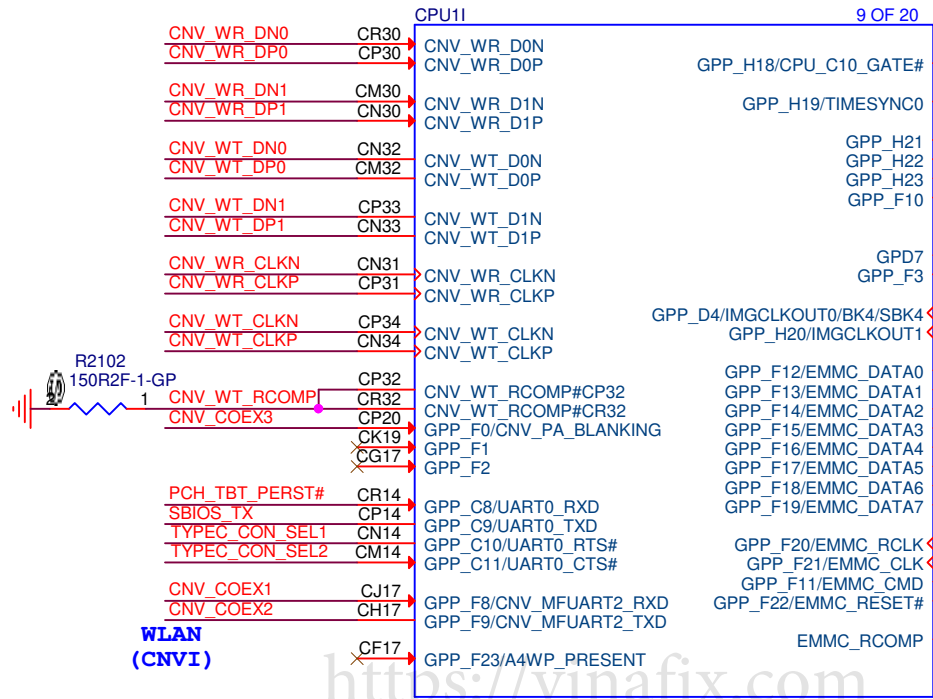 CPU1I
9 OF 20
CNV_WR_DN0 CR30 CNV_WR_D0N
CNV_WR_DP0 CP30 CNV_WR_D0P GPP_H18/CPU_C10_GATE#
CNV_WR_DN1 CM30 CNV_WR_D1N GPP_H19/TIMESYNC0
CNV_WR_DP1 CN30 CNV_WR_D1P
GPP_H21
CNV_WT_DN0 CN32 CNV_WT_D0N GPP_H22
CNV_WT_DP0 CM32 CNV_WT_D0P GPP_H23
GPP_F10
CNV_WT_DN1 CP33 CNV_WT_D1N
CNV_WT_DP1 CN33 CNV_WT_D1P
GPD7
CNV_WR_CLKN CN31 CNV_WR_CLKN GPP_F3
CNV_WR_CLKP CP31 CNV_WR_CLKP
GPP_D4/IMGCLKOUT0/BK4/SBK4
CNV_WT_CLKN CP34 CNV_WT_CLKN GPP_H20/IMGCLKOUT1
CNV_WT_CLKP CN34 CNV_WT_CLKP
R2102
150R2F-1-GP
2 1
GPP_F12/EMMC_DATA0
CP32 CNV_WT_RCOMP#CP32 GPP_F13/EMMC_DATA1
CNV_WT_RCOMP CR32 CNV_WT_RCOMP#CR32 GPP_F14/EMMC_DATA2
CNV_COEX3 CP20 GPP_F0/CNV_PA_BLANKING GPP_F15/EMMC_DATA3
CK19 GPP_F1 GPP_F16/EMMC_DATA4
CG17 GPP_F2 GPP_F17/EMMC_DATA5
GPP_F18/EMMC_DATA6
PCH_TBT_PERST# CR14 GPP_C8/UART0_RXD GPP_F19/EMMC_DATA7
SBIOS_TX CP14 GPP_C9/UART0_TXD
TYPEC_CON_SEL1 CN14 GPP_C10/UART0_RTS# GPP_F20/EMMC_RCLK
TYPEC_CON_SEL2 CM14 GPP_C11/UART0_CTS# GPP_F21/EMMC_CLK
GPP_F11/EMMC_CMD
CNV_COEX1 CJ17 GPP_F8/CNV_MFUART2_RXD GPP_F22/EMMC_RESET#
CNV_COEX2 CH17 GPP_F9/CNV_MFUART2_TXD
WLAN
(CNVI)
EMMC_RCOMP
CF17 GPP_F23/A4WP_PRESENT
https://vinafix.com